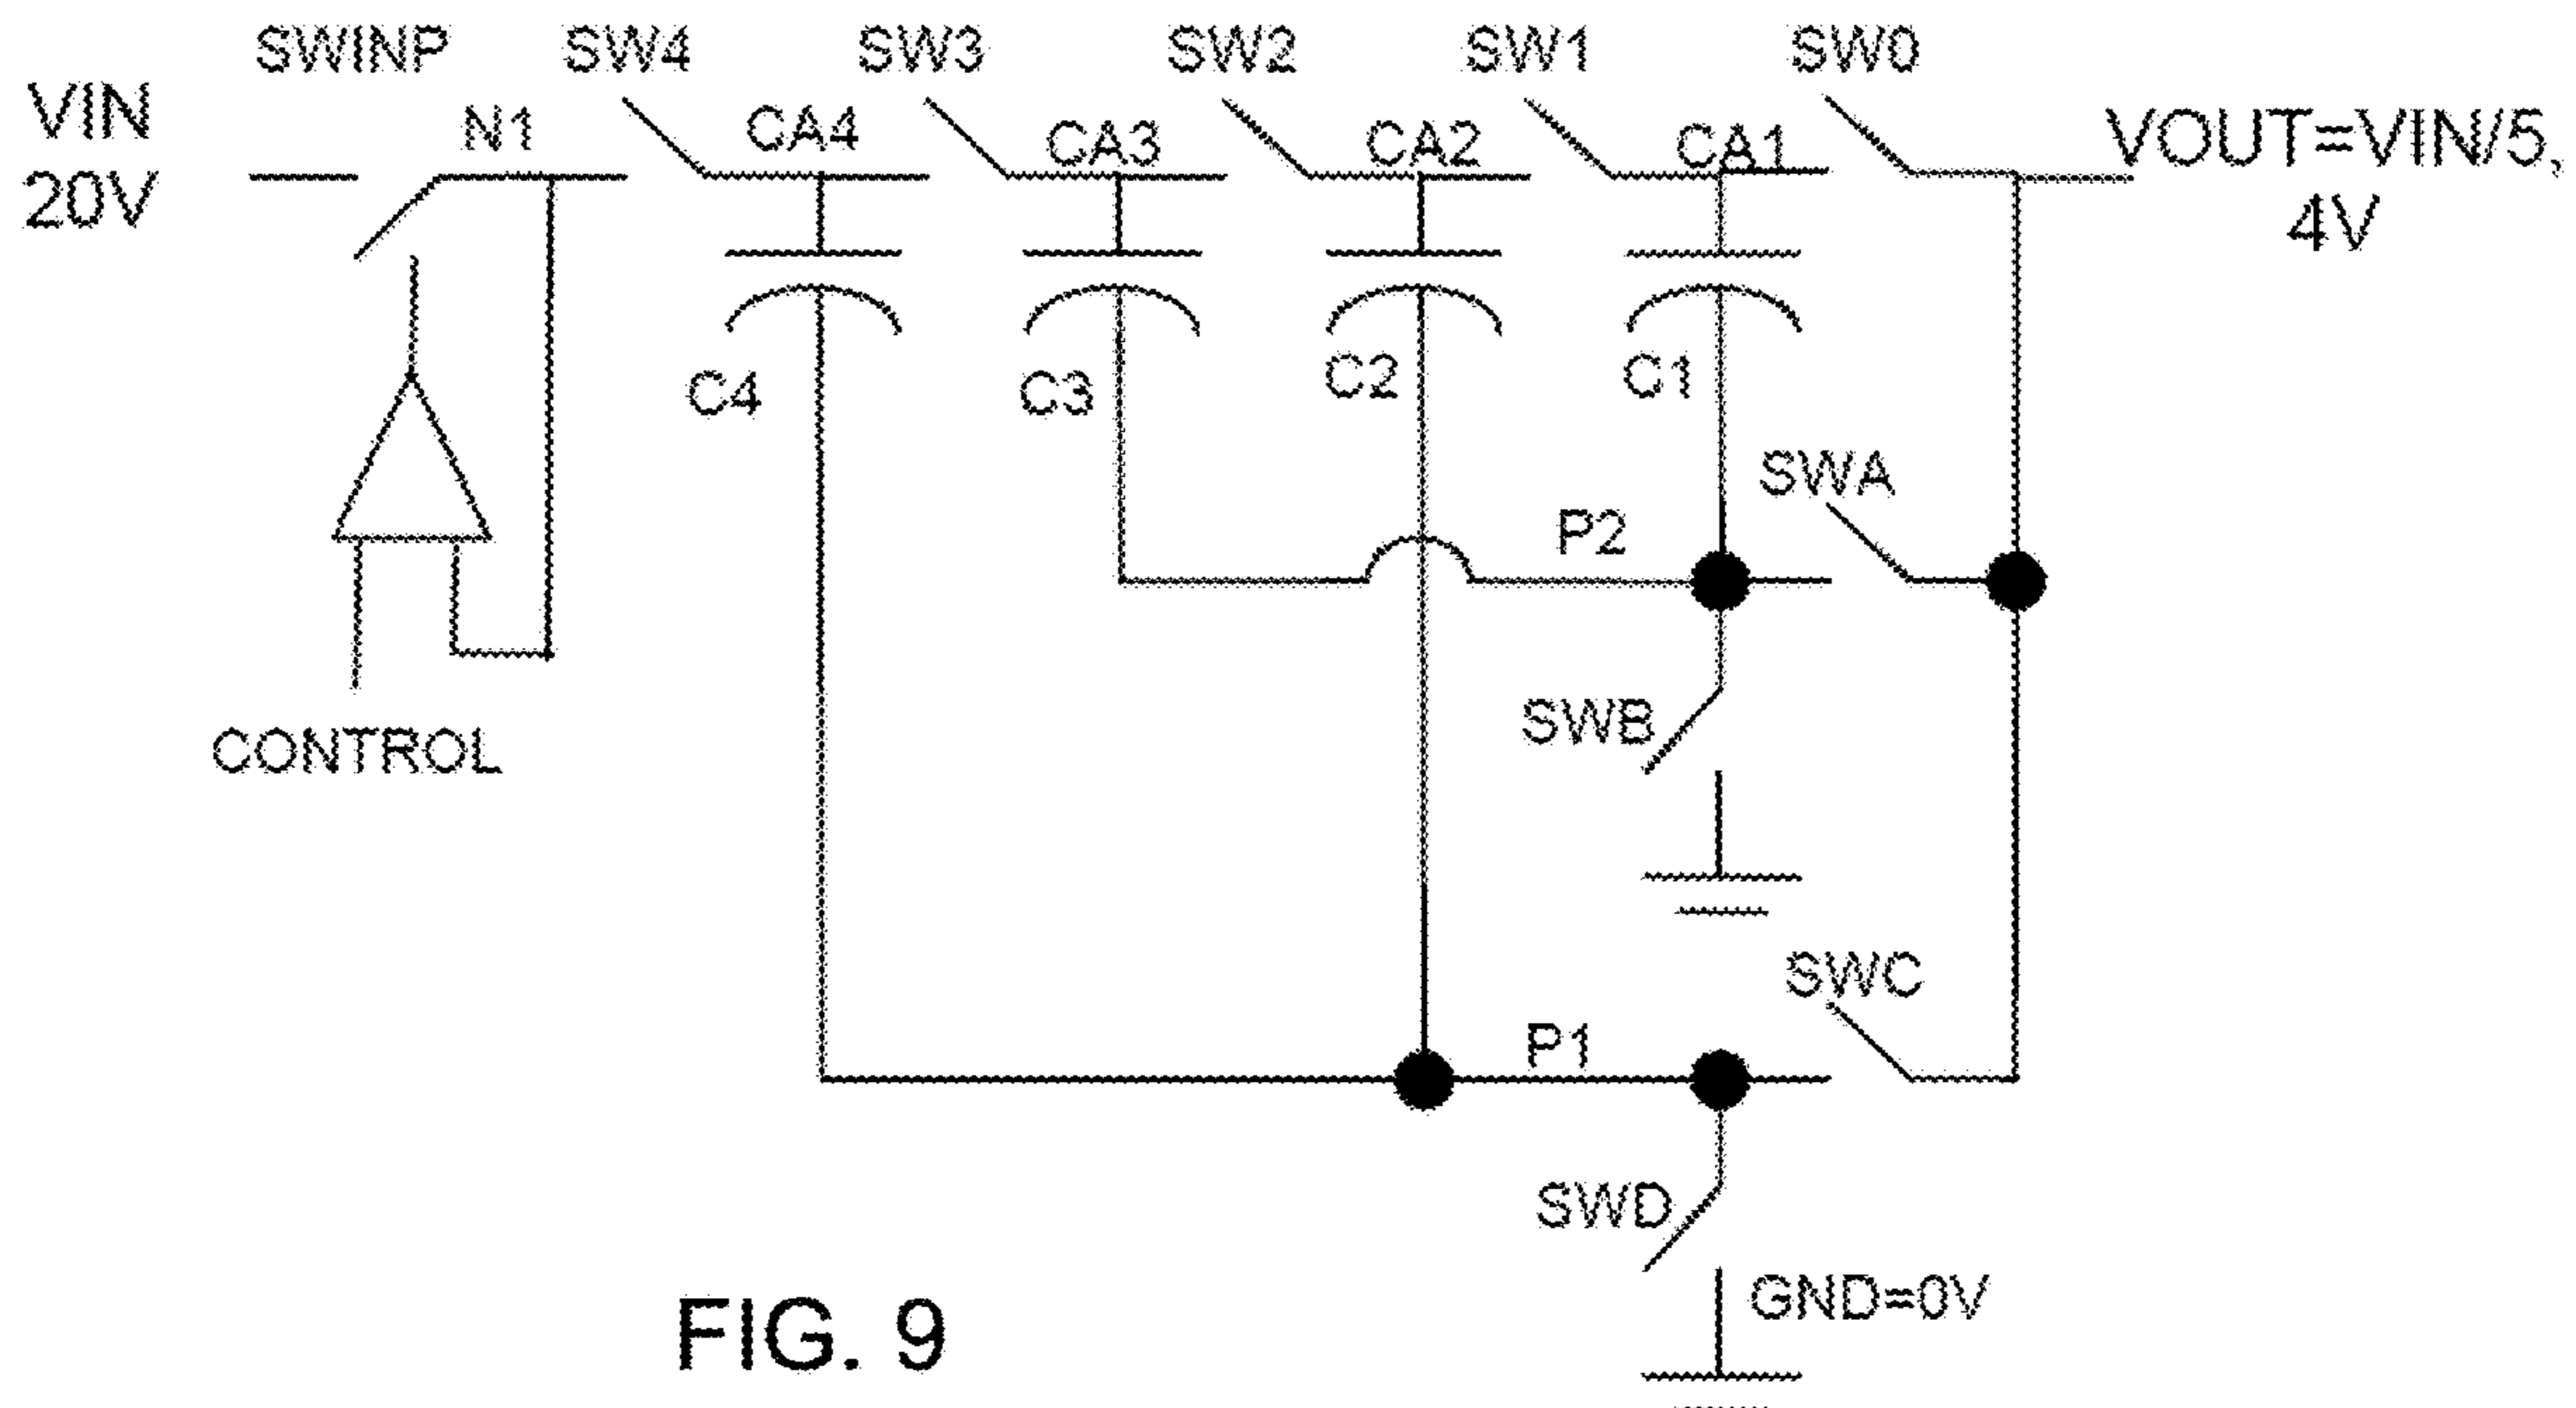 SWINP SW4 SW3 SW2 SW1 SW0
VIN
20V
N1 CA4 CA3 CA2 CA1
VOUT=VIN/5,
4V
C4 C3 C2 C1
SWA
P2
SWB
CONTROL
SWC
P1
SWD
GND=0V
FIG. 9